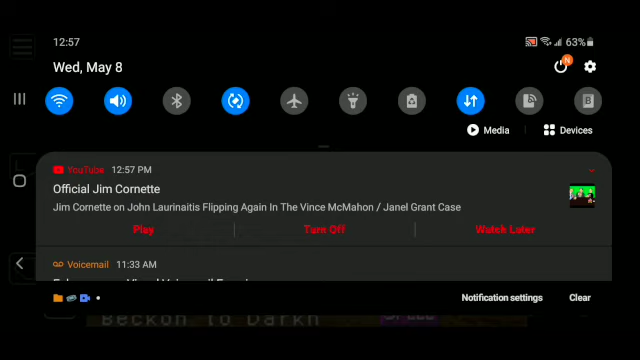 12:57
63%
Wed, May 8
N
Media
Devices
YouTube 12:57 PM
Official Jim Cornette
Jim Cornette on John Laurinaitis Flipping Again In The Vince McMahon / Janel Grant Case
Play
Turn Off
Watch Later
Voicemail 11:33 AM
Notification settings
Clear
Beckon to Darkn